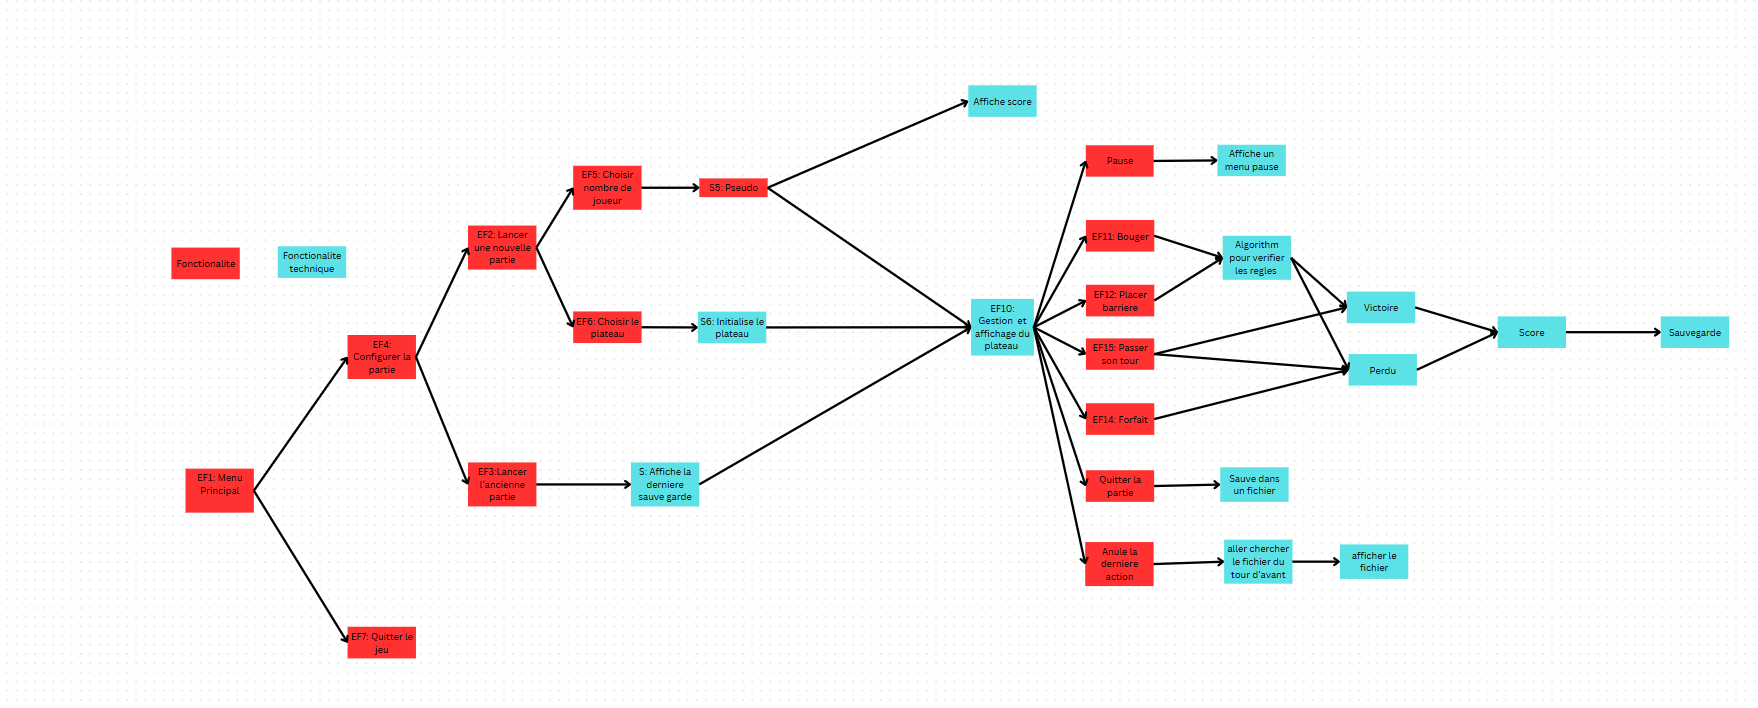 Fonctionalite
Fonctionalite
technique
EF1: Menu
Principal
EF4:
Configurer la
partie
EF7: Quitter le
jeu
EF2: Lancer
une nouvelle
partie
EF3:Lancer
l'ancienne
partie
EF5: Choisir
nombre de
joueur
EF6: Choisir le
plateau
S5: Pseudo
S6: Initialise le
plateau
S: Affiche la
derniere
sauve garde
Affiche score
EF10:
Gestion et
affichage du
plateau
Pause
Affiche un
menu pause
EF11: Bouger
EF12: Placer
barriere
Algorithm
pour verifier
les regles
EF15: Passer
son tour
EF14: Forfait
Victoire
Perdu
Score
Sauvegarde
Quitter la
partie
Sauve dans
un fichier
Anule la
derniere
action
aller chercher
le fichier du
tour d'avant
afficher le
fichier